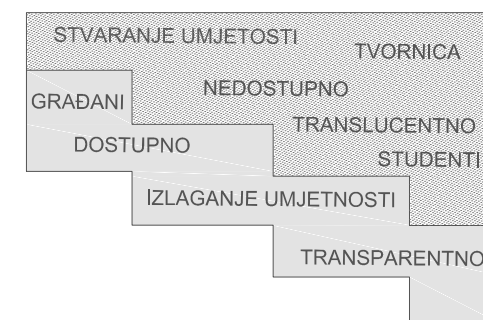 STVARANJE UMJETOSTI
TVORNICA
NEDOSTUPNO
GRAĐANI
TRANSLUCENTNO
DOSTUPNO
STUDENTI
IZLAGANJE UMJETNOSTI
TRANSPARENTNO